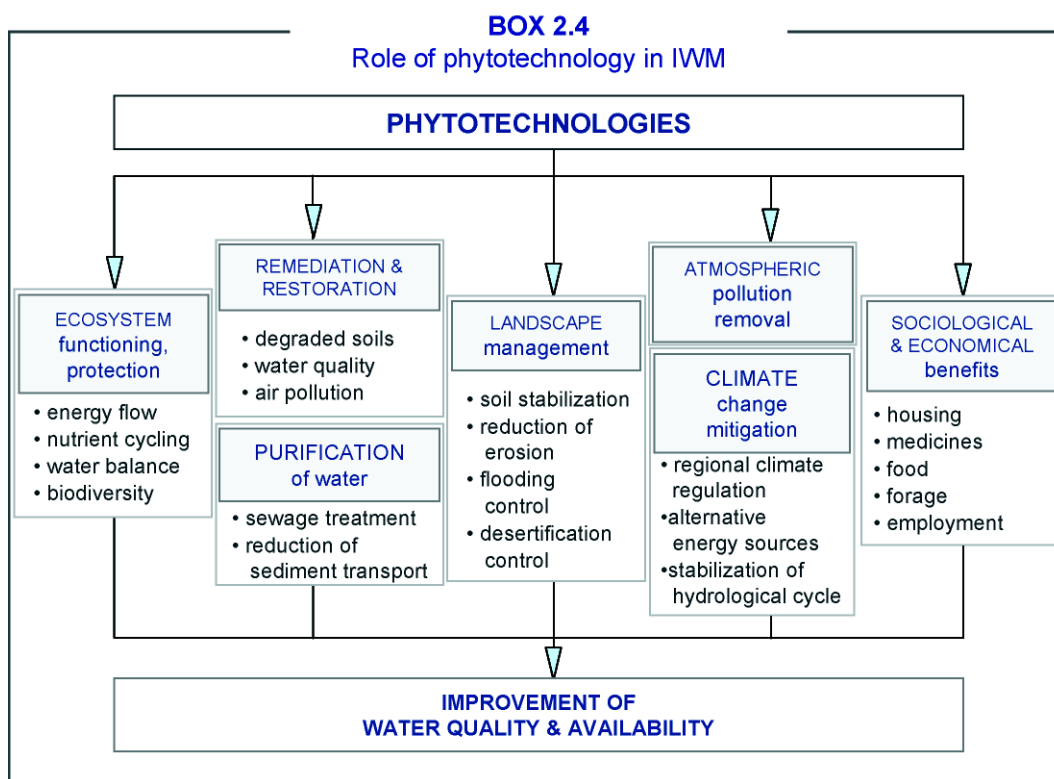 BOX 2.4
Role of phytotechnology in IWM
PHYTOTECHNOLOGIES
ECOSYSTEM
functioning,
protection
• energy flow
• nutrient cycling
• water balance
• biodiversity
REMEDIATION &
RESTORATION
• degraded soils
• water quality
• air pollution
PURIFICATION
of water
• sewage treatment
• reduction of
sediment transport
LANDSCAPE
management
• soil stabilization
• reduction of
erosion
• flooding
control
• desertification
control
ATMOSPHERIC
pollution
removal
CLIMATE
change
mitigation
• regional climate
regulation
•alternative
energy sources
•stabilization of
hydrological cycle
SOCIOLOGICAL
& ECONOMICAL
benefits
• housing
• medicines
• food
• forage
• employment
IMPROVEMENT OF
WATER QUALITY & AVAILABILITY